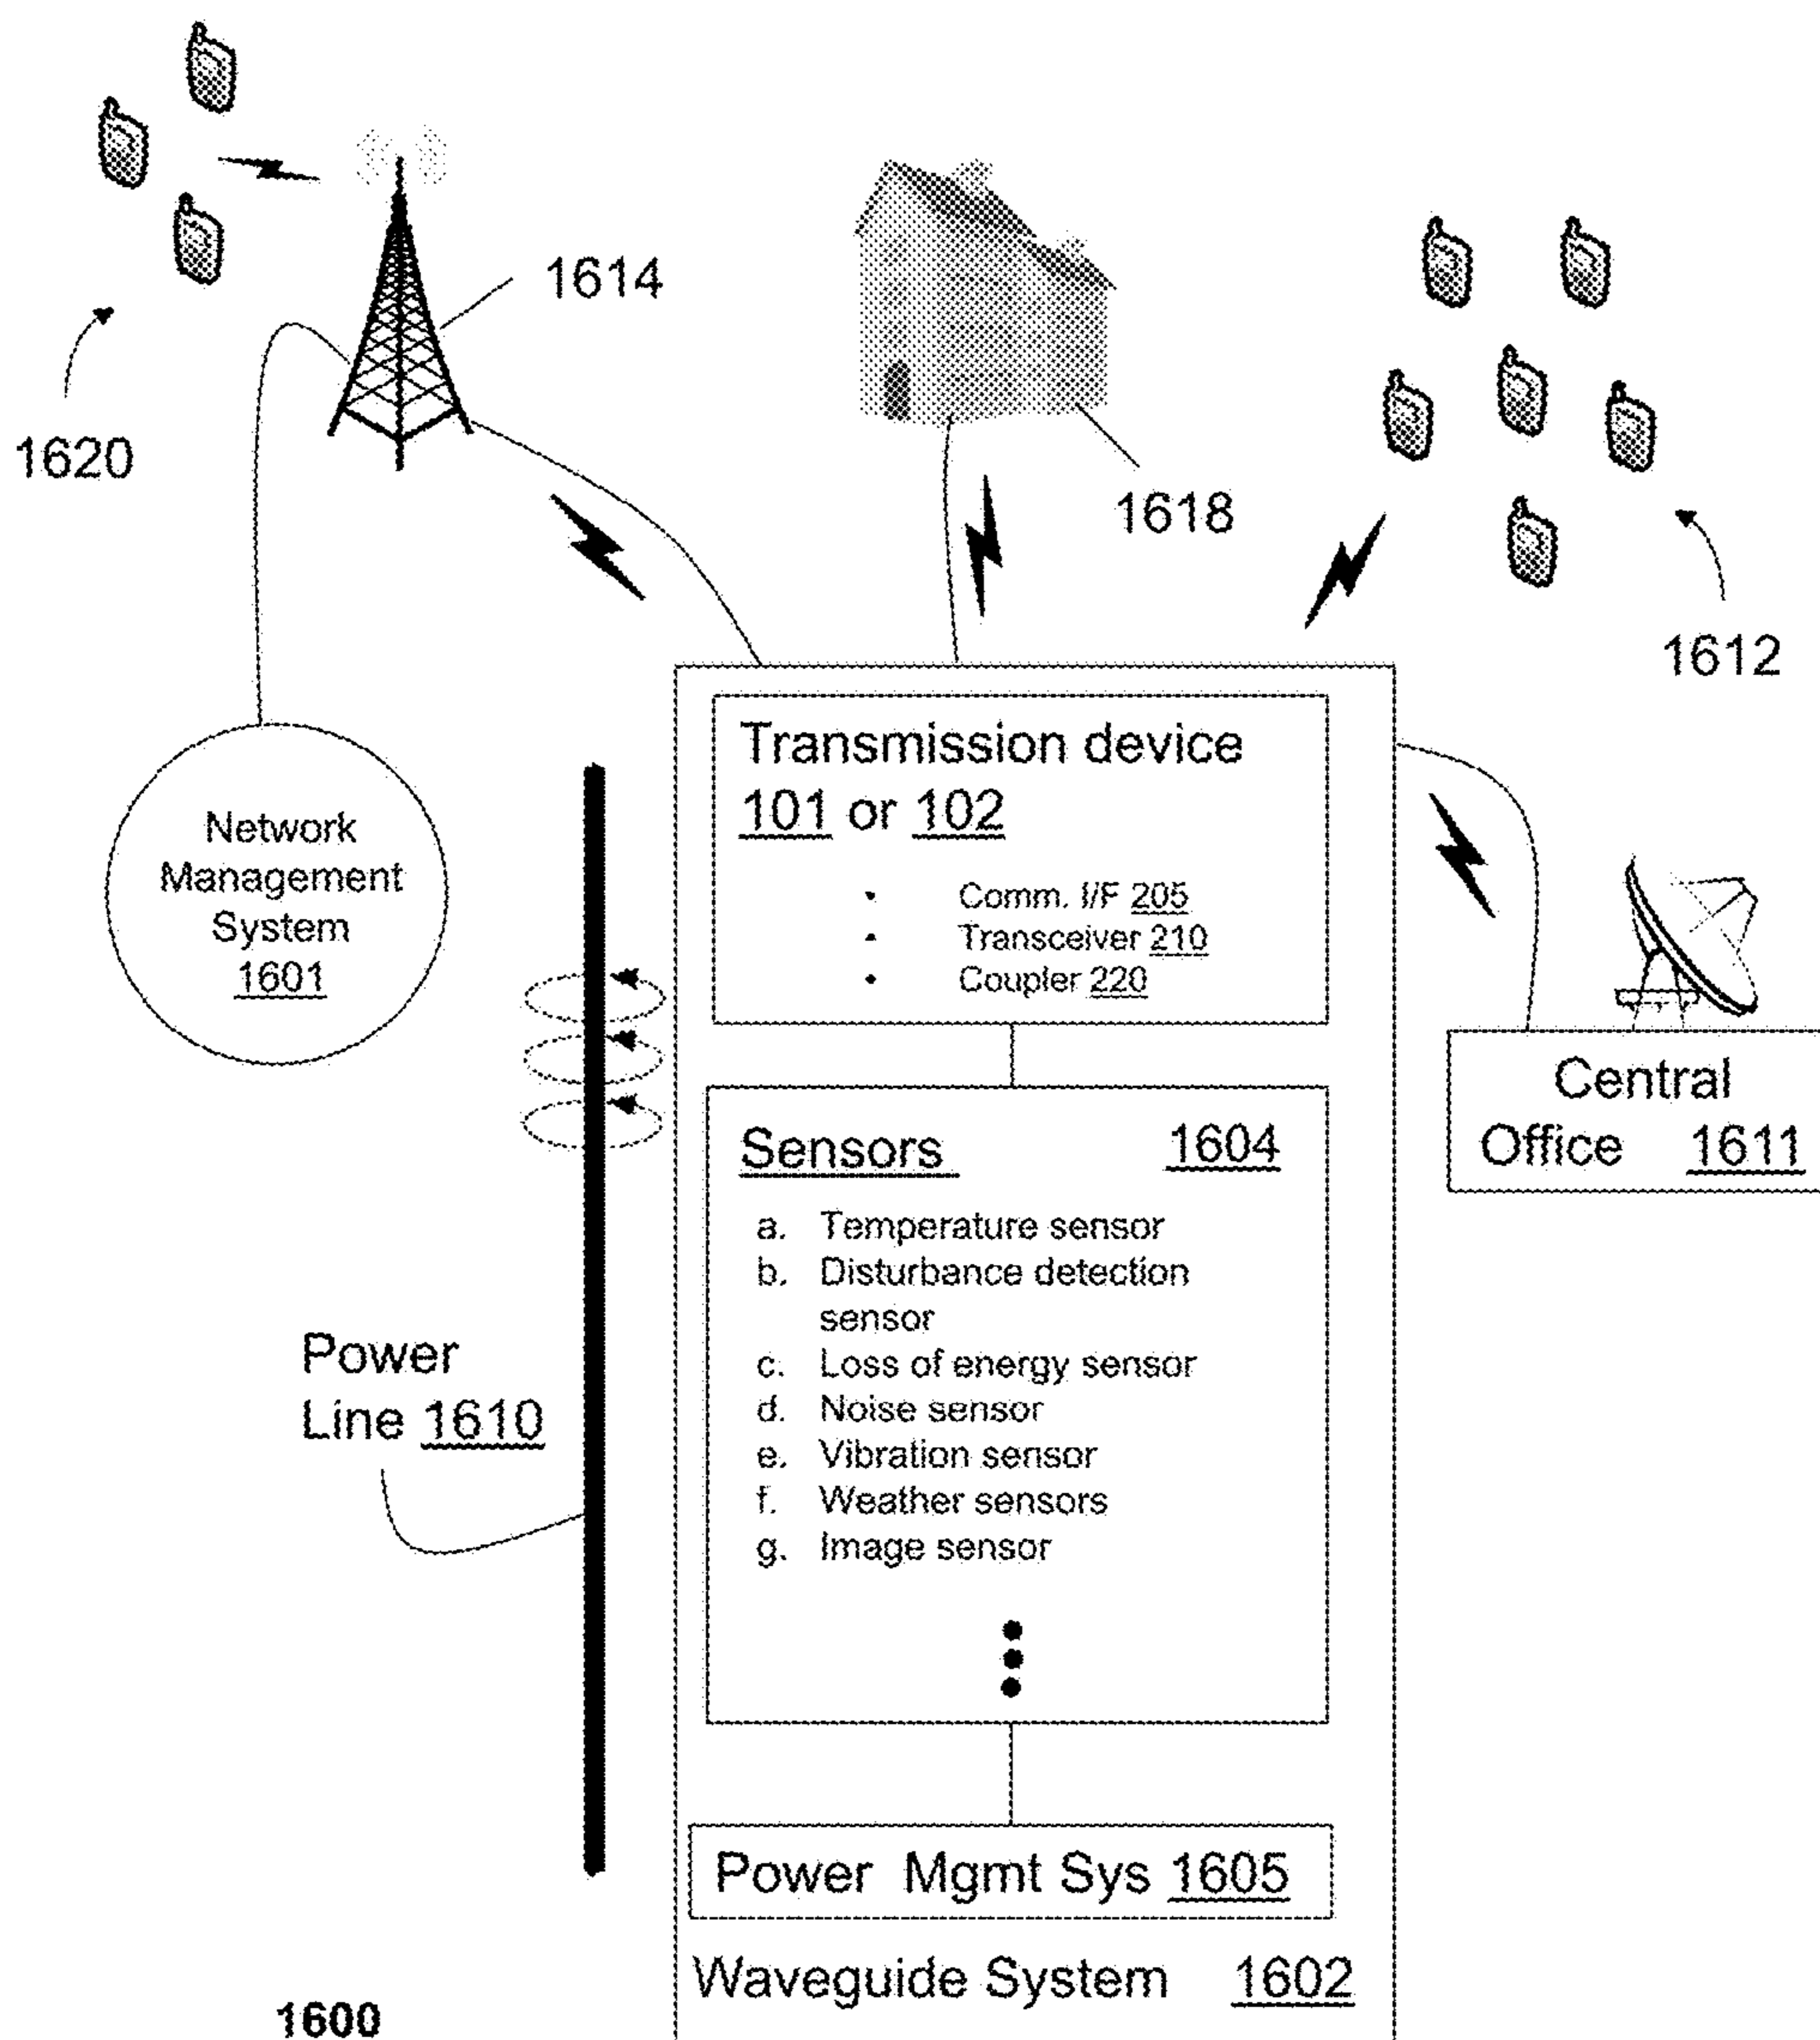 1614
1620
1618
1612
Transmission device
101 or 102
• Comm. I/F 205
• Transceiver 210
• Coupler 220
Network
Management
System
1601
Central
Office 1611
Sensors 1604
a. Temperature sensor
b. Disturbance detection
sensor
c. Loss of energy sensor
d. Noise sensor
e. Vibration sensor
f. Weather sensors
g. Image sensor
Power
Line 1610
Power Mgmt Sys 1605
Waveguide System 1602
1600